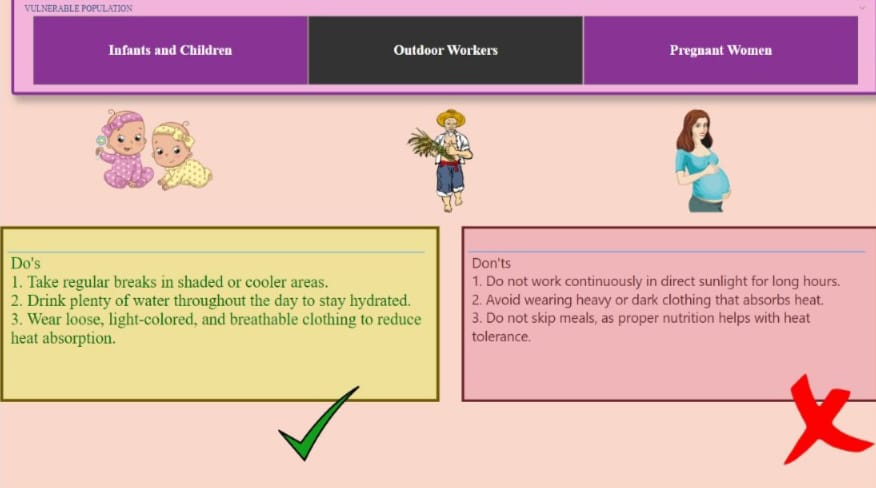 VULNERABLE POPULATION
Infants and Children
Outdoor Workers
Pregnant Women
Do's
1. Take regular breaks in shaded or cooler areas.
2. Drink plenty of water throughout the day to stay hydrated.
3. Wear loose, light-colored, and breathable clothing to reduce
heat absorption.
Don'ts
1. Do not work continuously in direct sunlight for long hours.
2. Avoid wearing heavy or dark clothing that absorbs heat.
3. Do not skip meals, as proper nutrition helps with heat
tolerance.